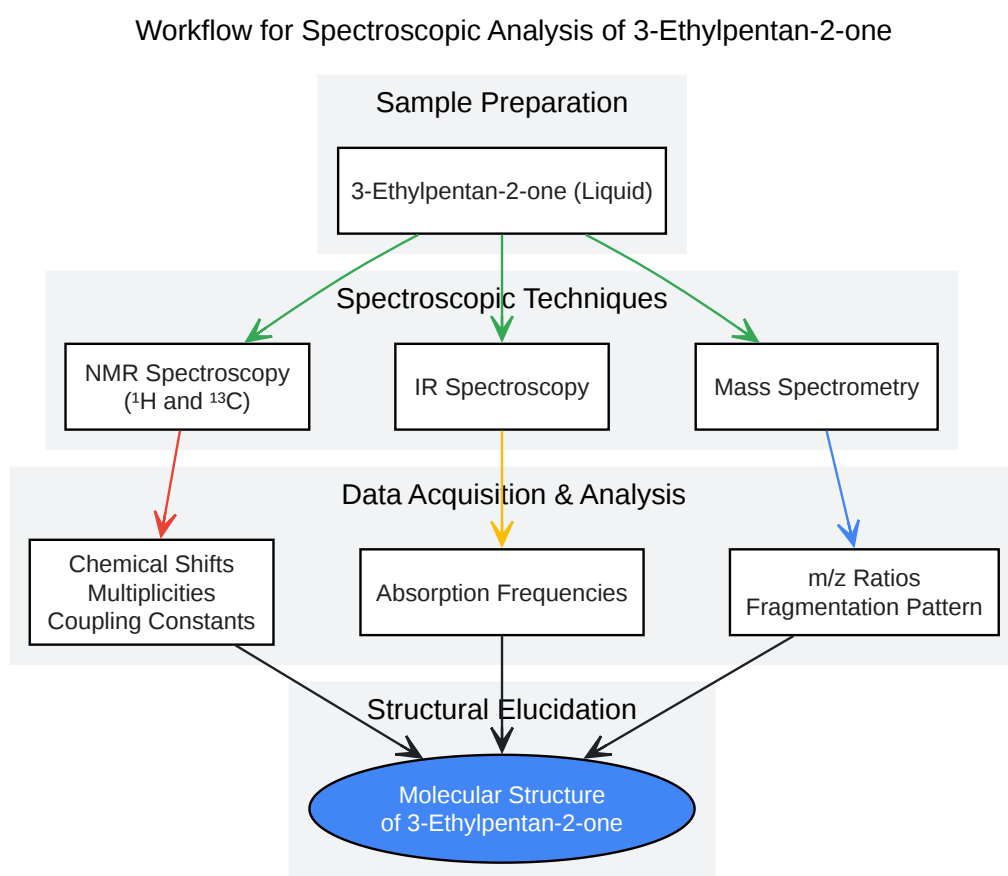 Workflow for Spectroscopic Analysis of 3-Ethylpentan-2-one
Sample Preparation
3-Ethylpentan-2-one (Liquid)
Spectroscopic Techniques
NMR Spectroscopy
(¹H and ¹³C)
IR Spectroscopy
Mass Spectrometry
Data Acquisition & Analysis
Chemical Shifts
Multiplicities
Coupling Constants
Absorption Frequencies
m/z Ratios
Fragmentation Pattern
Structural Elucidation
Molecular Structure
of 3-Ethylpentan-2-one